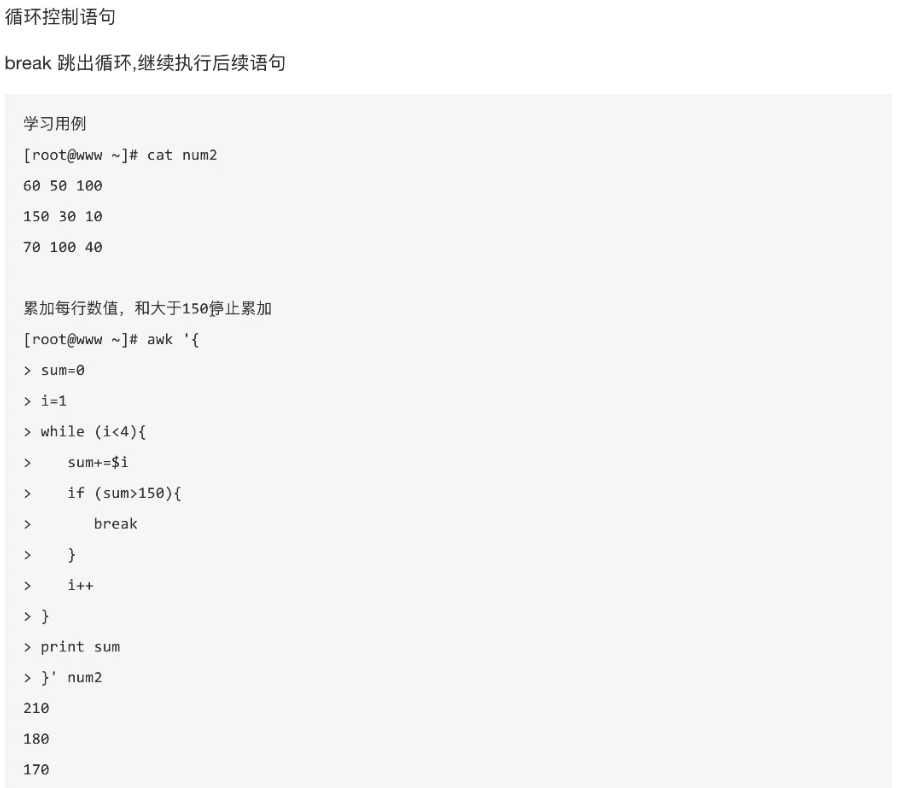 循环控制语句
break 跳出循环,继续执行后续语句
学习用例
[root@www ~]# cat num2
60 50 100
150 30 10
70 100 40
累加每行数值，和大于150停止累加
[root@www ~]# awk '{
> sum=0
> i=1
> while (i<4){
>    sum+=$i
>    if (sum>150){
>       break
>    }
>    i++
> }
> print sum
> }' num2
210
180
170